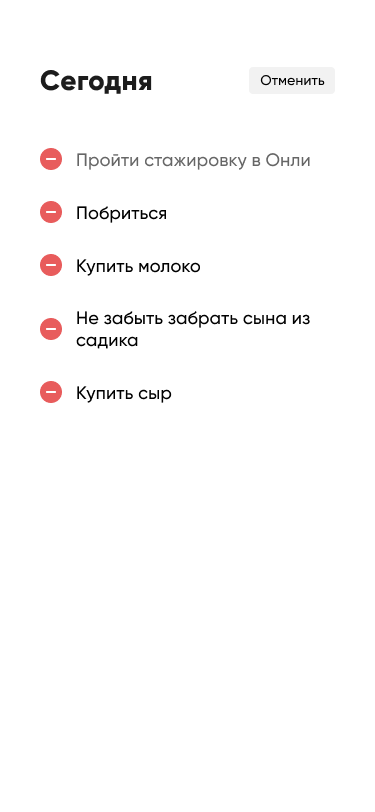 Сегодня
Отменить
Пройти стажировку в Онли
Побриться
Купить молоко
Не забыть забрать сына из
садика
Купить сыр